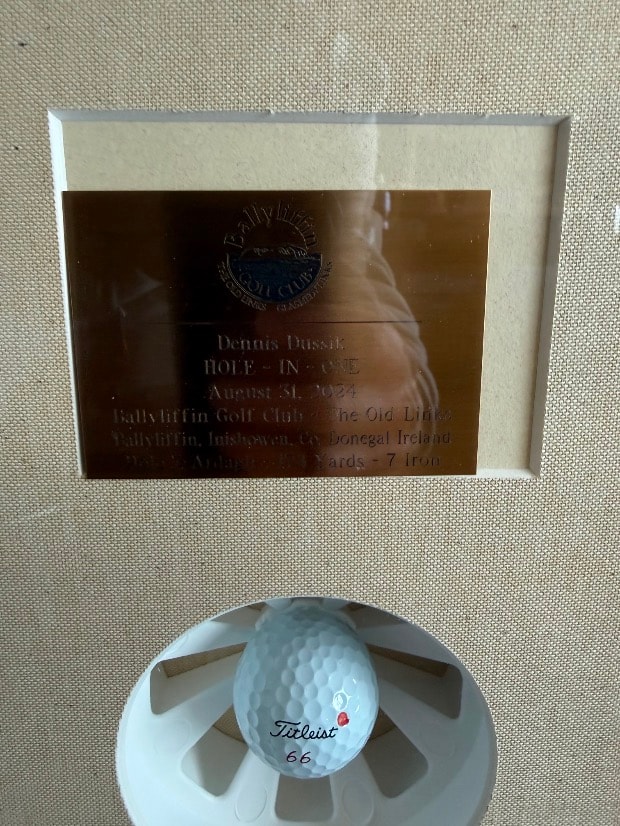 Ballyliffin
GOLF CLUB
Dennis Dussik
HOLE - IN - ONE
August 31, 2024
Ballyliffin Golf Club - The Old Links
Ballyliffin, Inishowen, Co. Donegal Ireland
Yards - 7 Iron
Titleist
66